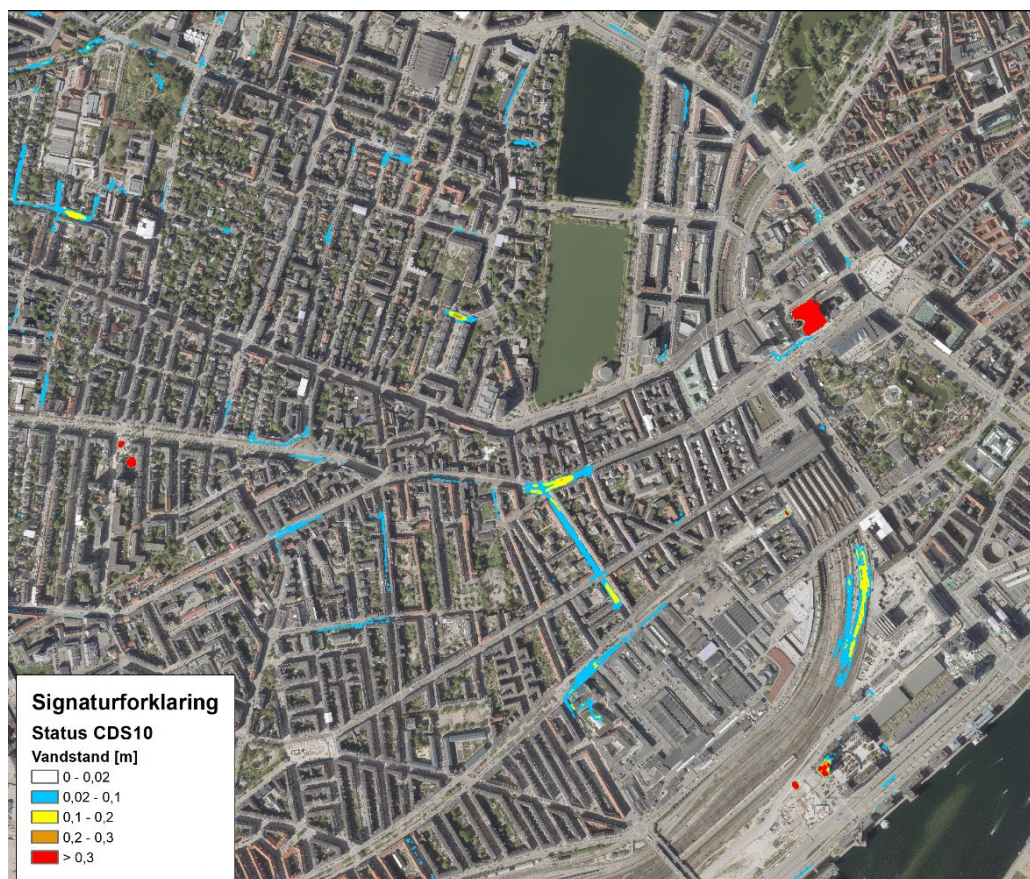 Signaturforklaring
Status CDS10
Vandstand [m]
0 - 0,02
0,02 - 0,1
0,1 - 0,2
0,2 - 0,3
> 0,3